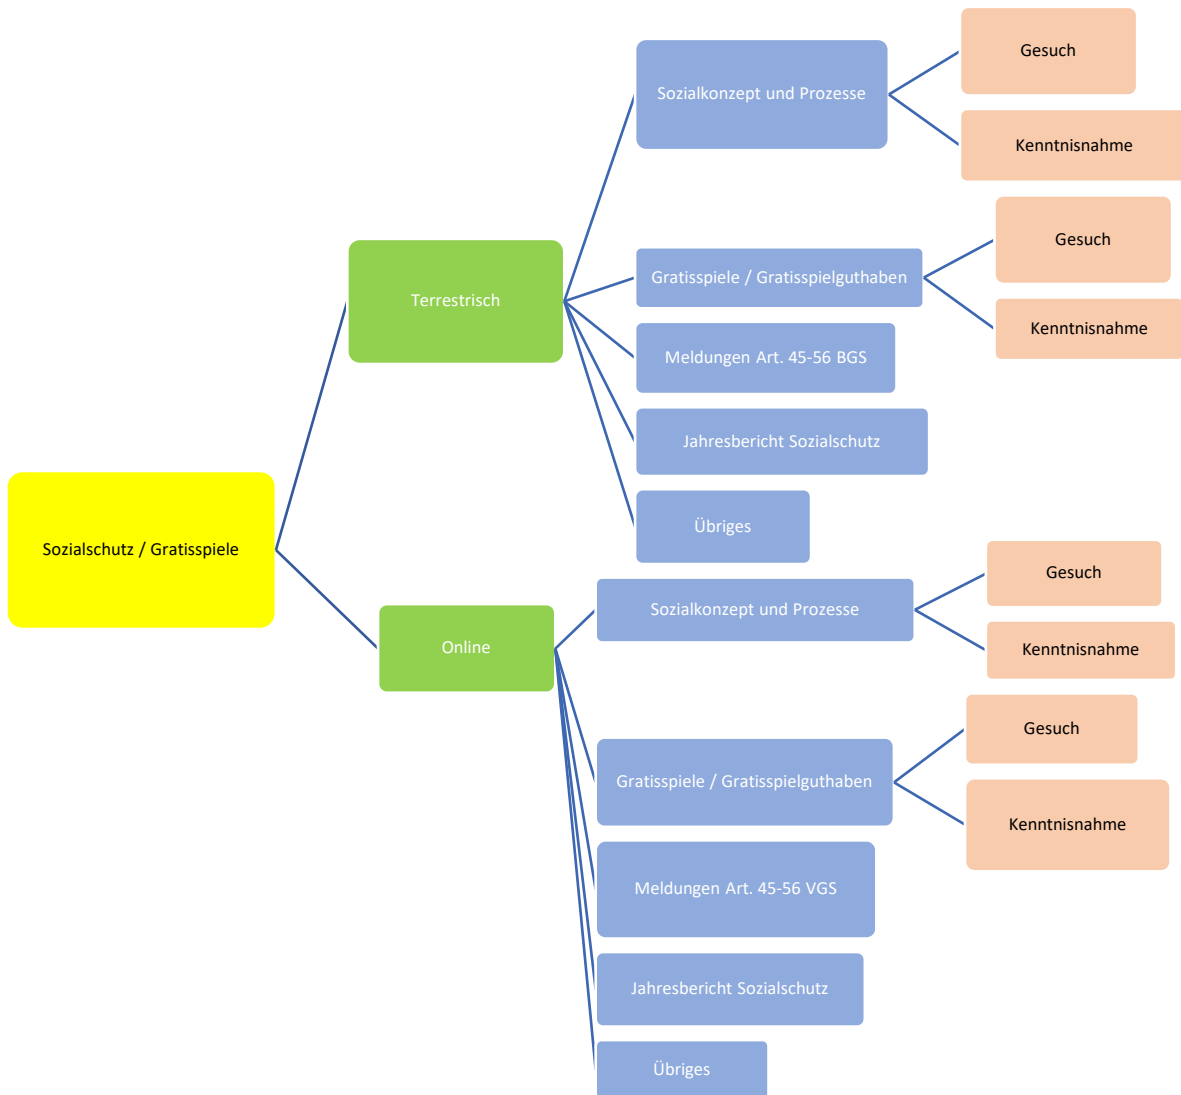 Sozialschutz / Gratisspiele
Terrestrisch
Sozialkonzept und Prozesse
Gesuch
Kenntnisnahme
Gratisspiele / Gratisspielguthaben
Gesuch
Kenntnisnahme
Meldungen Art. 45-56 BGS
Jahresbericht Sozialschutz
Übriges
Online
Sozialkonzept und Prozesse
Gesuch
Kenntnisnahme
Gratisspiele / Gratisspielguthaben
Gesuch
Kenntnisnahme
Meldungen Art. 45-56 VGS
Jahresbericht Sozialschutz
Übriges